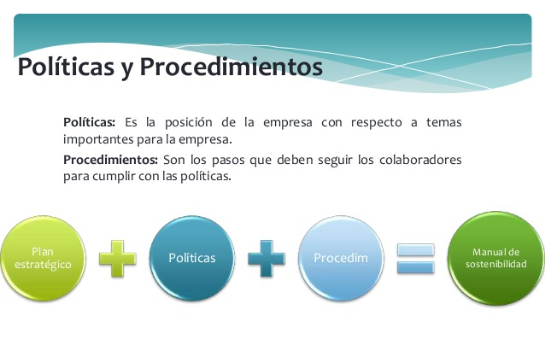 Políticas y Procedimientos
Políticas: Es la posición de la empresa con respecto a temas
importantes para la empresa.
Procedimientos: Son los pasos que deben seguir los colaboradores
para cumplir con las políticas.
Plan
estratégico
Políticas
Procedim
Manual de
sostenibilidad